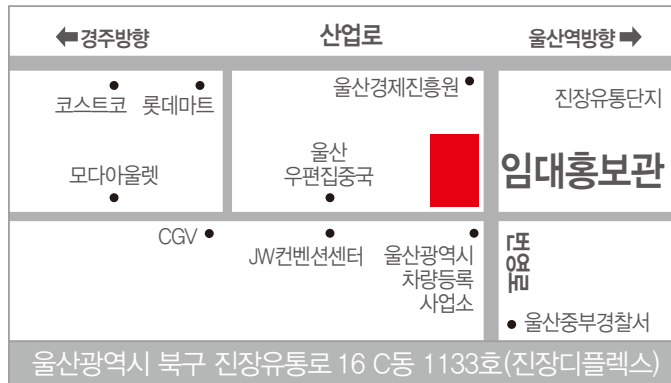 경주방향
산업로
울산역방향
코스트코
롯데마트
울산경제진흥원
진장유통단지
모다아울렛
울산
우편집중국
임대홍보관
CGV
JW컨벤션센터
울산광역시
차량등록
사업소
번영로
울산중부경찰서
울산광역시 북구 진장유통로 16 C동 1133호(진장디플렉스)